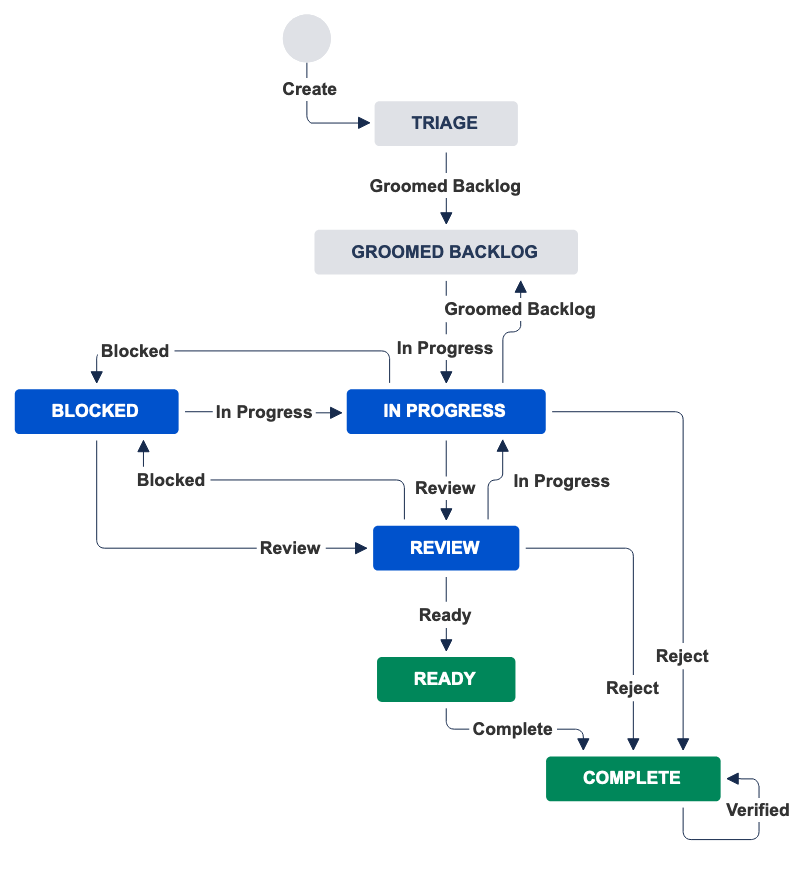 Create
TRIAGE
Groomed Backlog
GROOMED BACKLOG
Groomed Backlog
In Progress
Blocked
BLOCKED
In Progress
IN PROGRESS
Blocked
Review
In Progress
Review
REVIEW
Ready
Reject
READY
Reject
Complete
COMPLETE
Verified